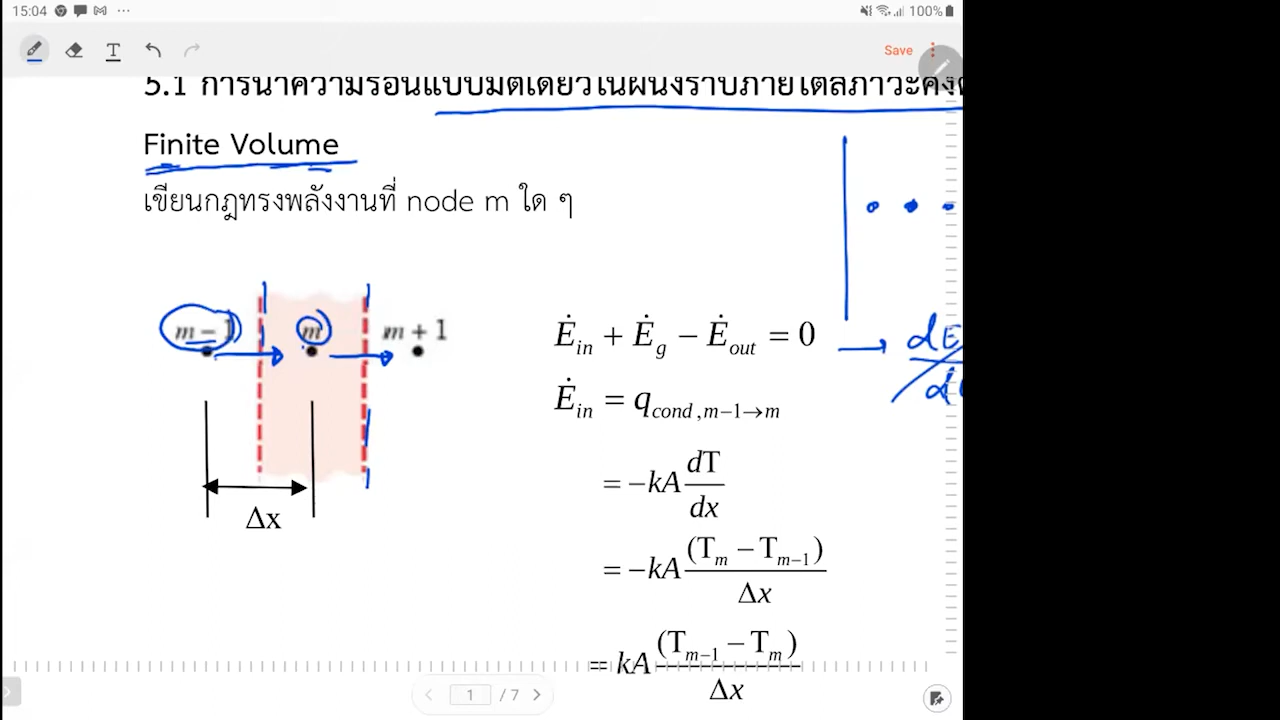 15:04 ... 100%
T Save
5.1 การนำความร้อนแบบมิติเดียวในผนังราบภายใต้สภาวะคงต
Finite Volume
เขียนกฎทรงพลังงานที่ node m ใด ๆ
m − 1 m m + 1
Δx
Ė_in + Ė_g − Ė_out = 0 → dE/d
Ė_in = q_cond,m−1→m
= −kA dT/dx
= −kA (T_m − T_m−1)/Δx
= kA (T_m−1 − T_m)/Δx
1 / 7